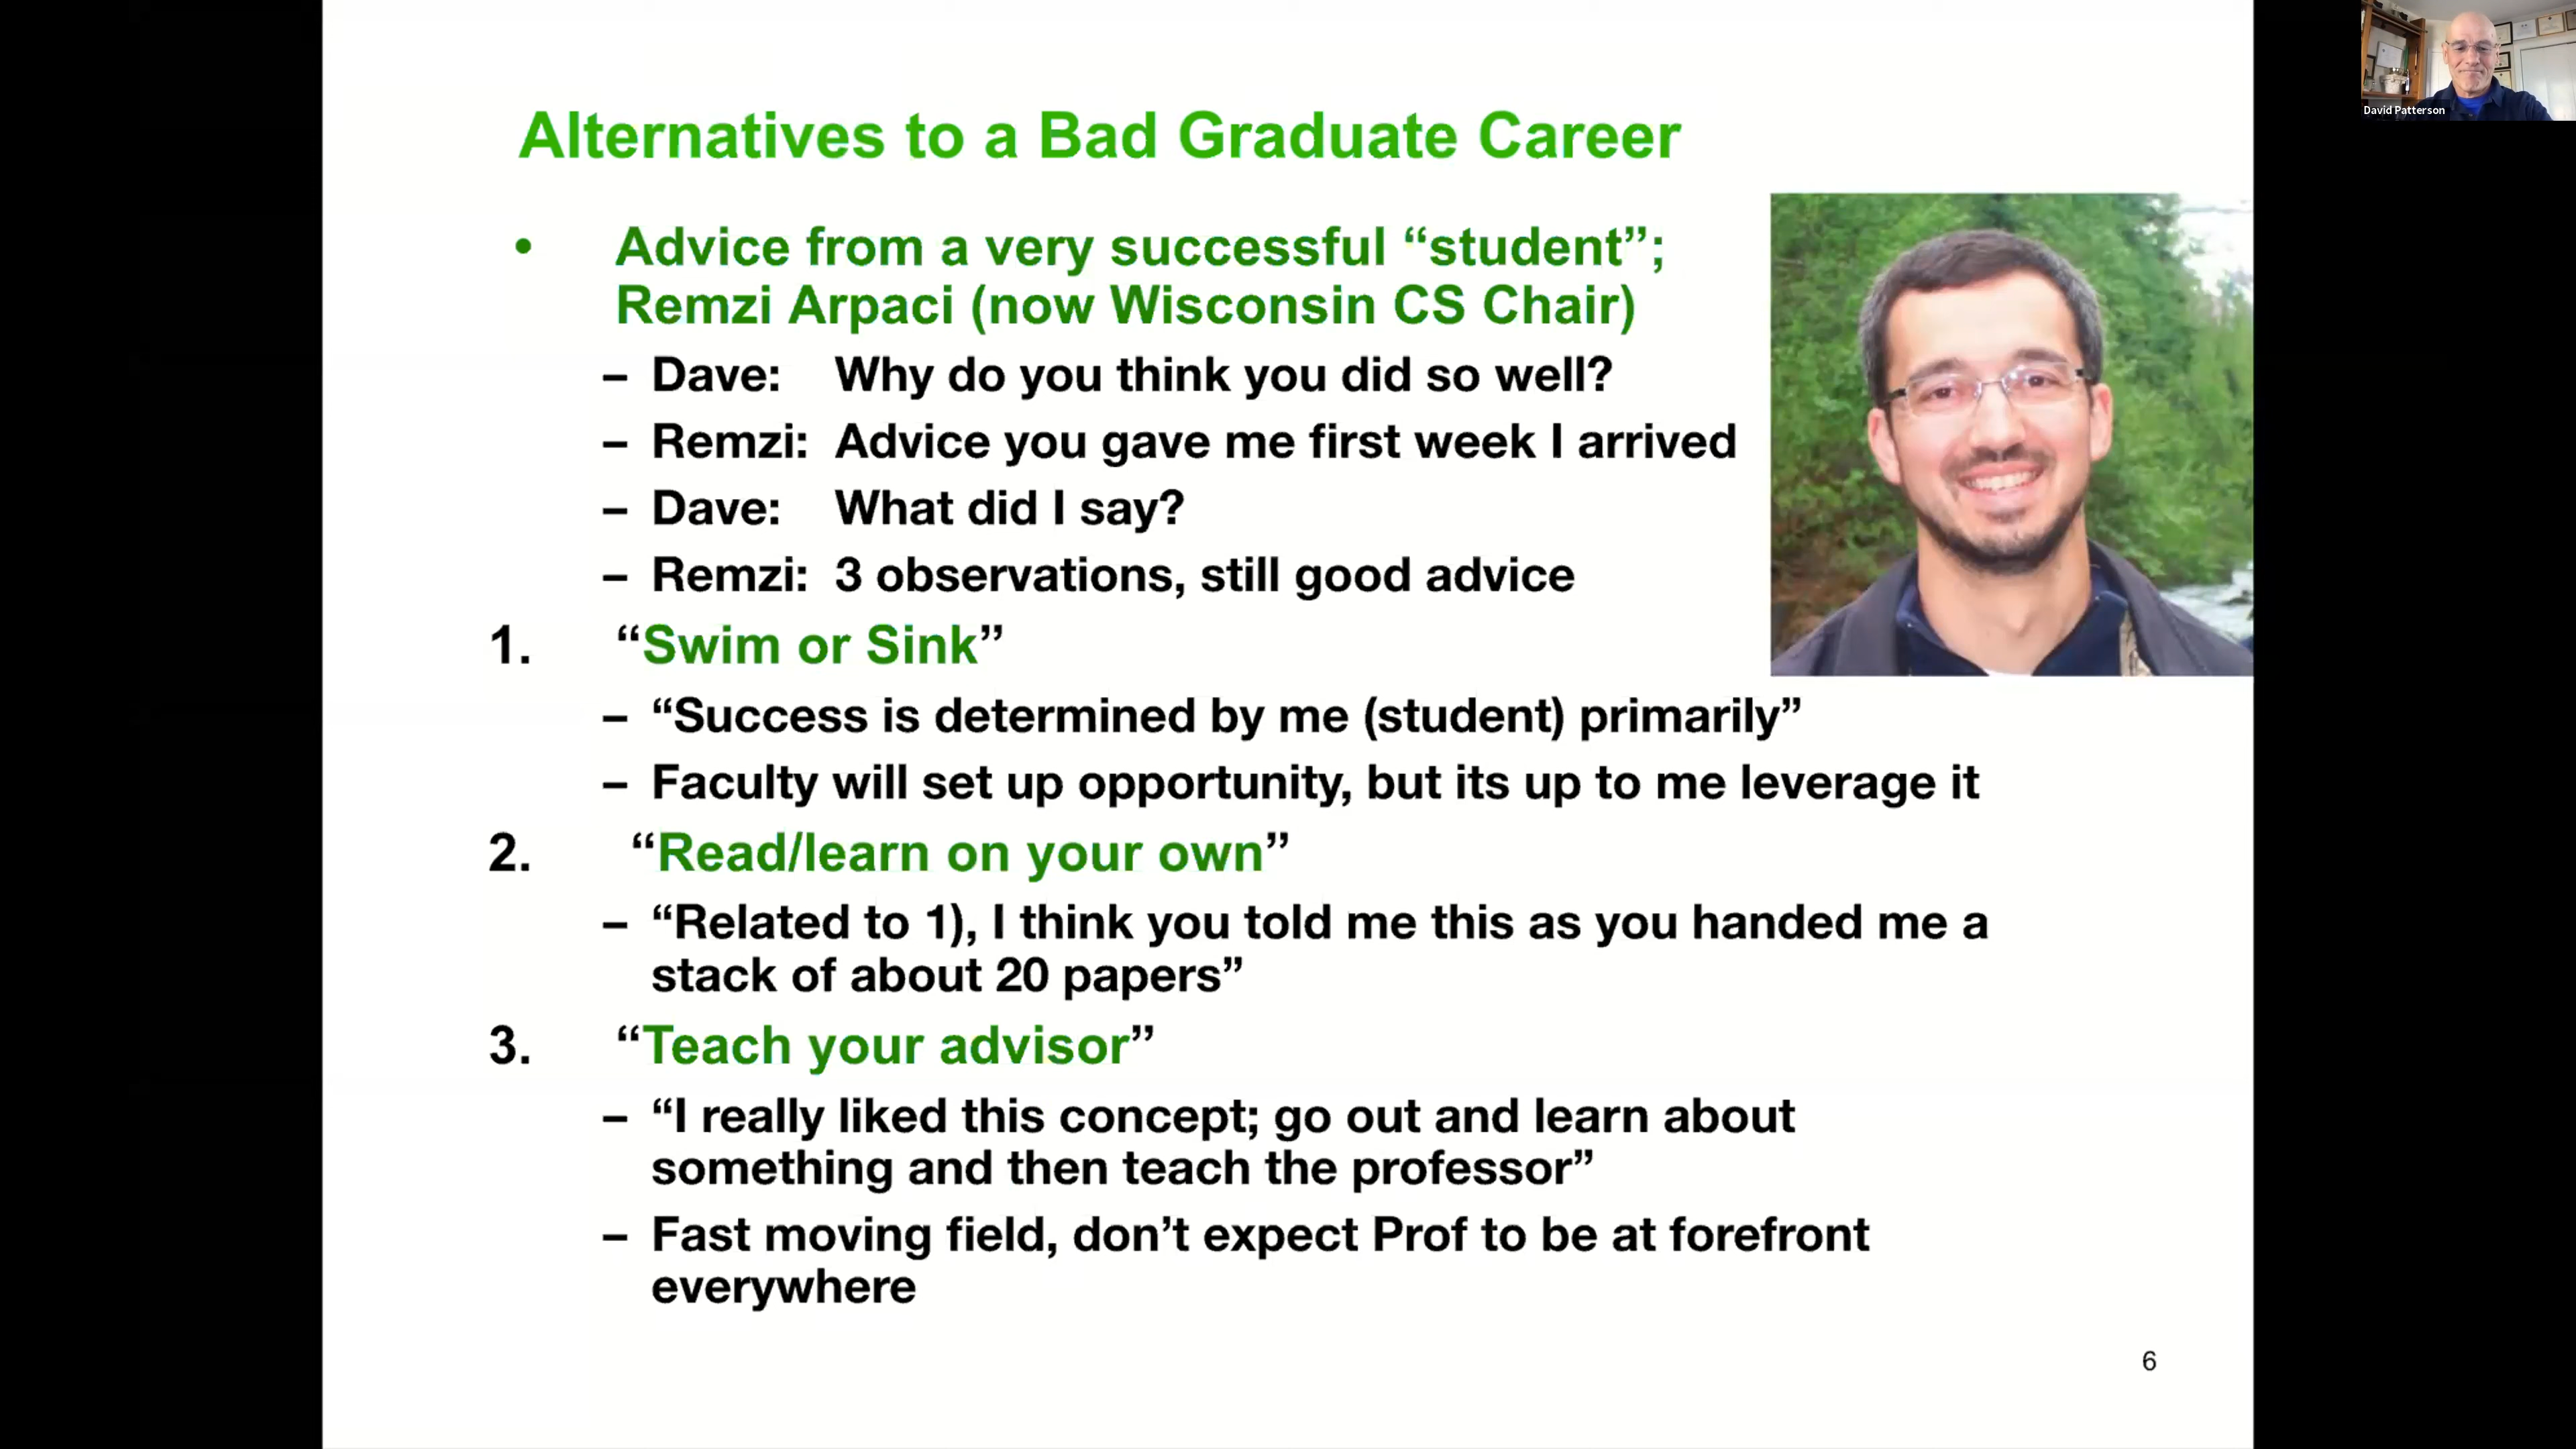 Alternatives to a Bad Graduate Career
• Advice from a very successful “student”;
Remzi Arpaci (now Wisconsin CS Chair)
– Dave: Why do you think you did so well?
– Remzi: Advice you gave me first week I arrived
– Dave: What did I say?
– Remzi: 3 observations, still good advice
1. “Swim or Sink”
– “Success is determined by me (student) primarily”
– Faculty will set up opportunity, but its up to me leverage it
2. “Read/learn on your own”
– “Related to 1), I think you told me this as you handed me a
stack of about 20 papers”
3. “Teach your advisor”
– “I really liked this concept; go out and learn about
something and then teach the professor”
– Fast moving field, don’t expect Prof to be at forefront
everywhere
6
David Patterson